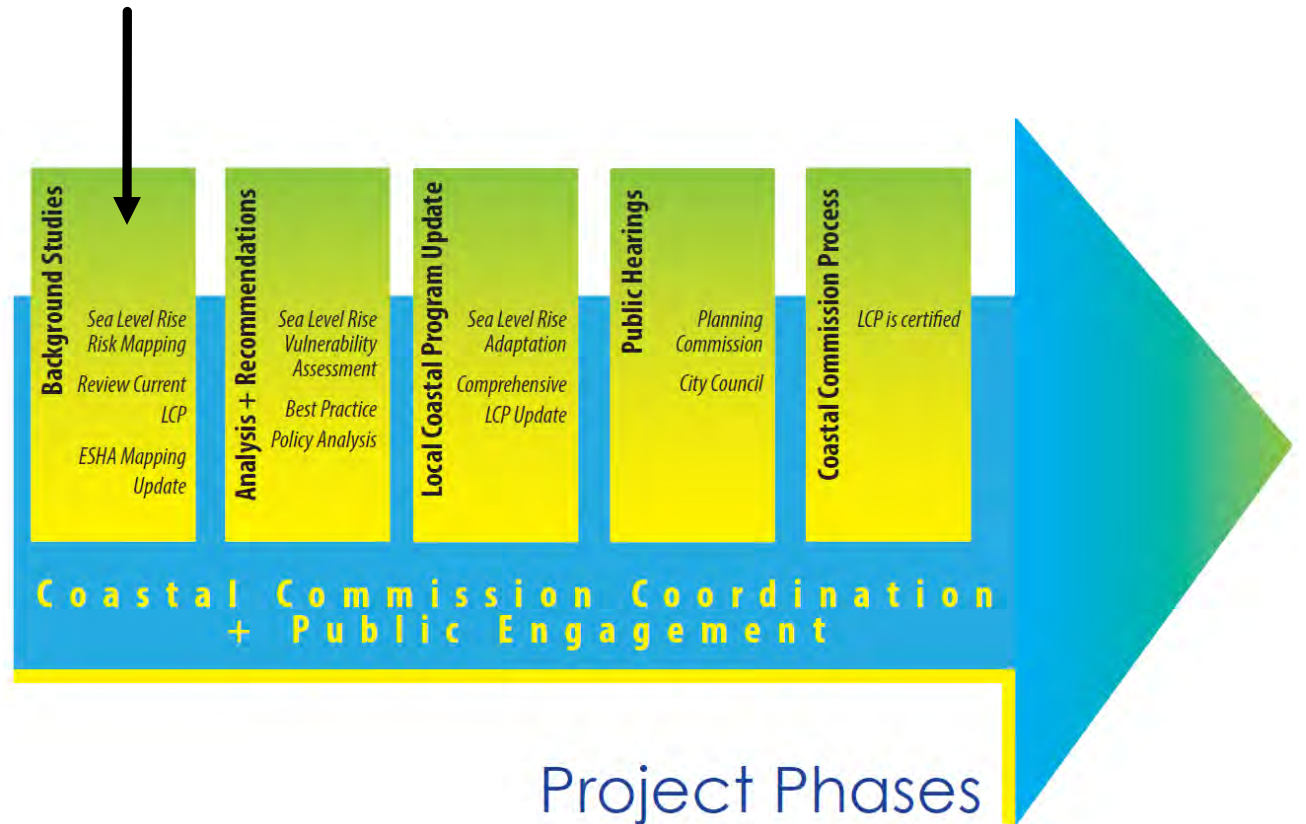 Background Studies
Sea Level Rise
Risk Mapping
Review Current
LCP
ESHA Mapping
Update
Analysis + Recommendations
Sea Level Rise
Vulnerability
Assessment
Best Practice
Policy Analysis
Local Coastal Program Update
Sea Level Rise
Adaptation
Comprehensive
LCP Update
Public Hearings
Planning
Commission
City Council
Coastal Commission Process
LCP is certified
Coastal Commission Coordination
+ Public Engagement
Project Phases